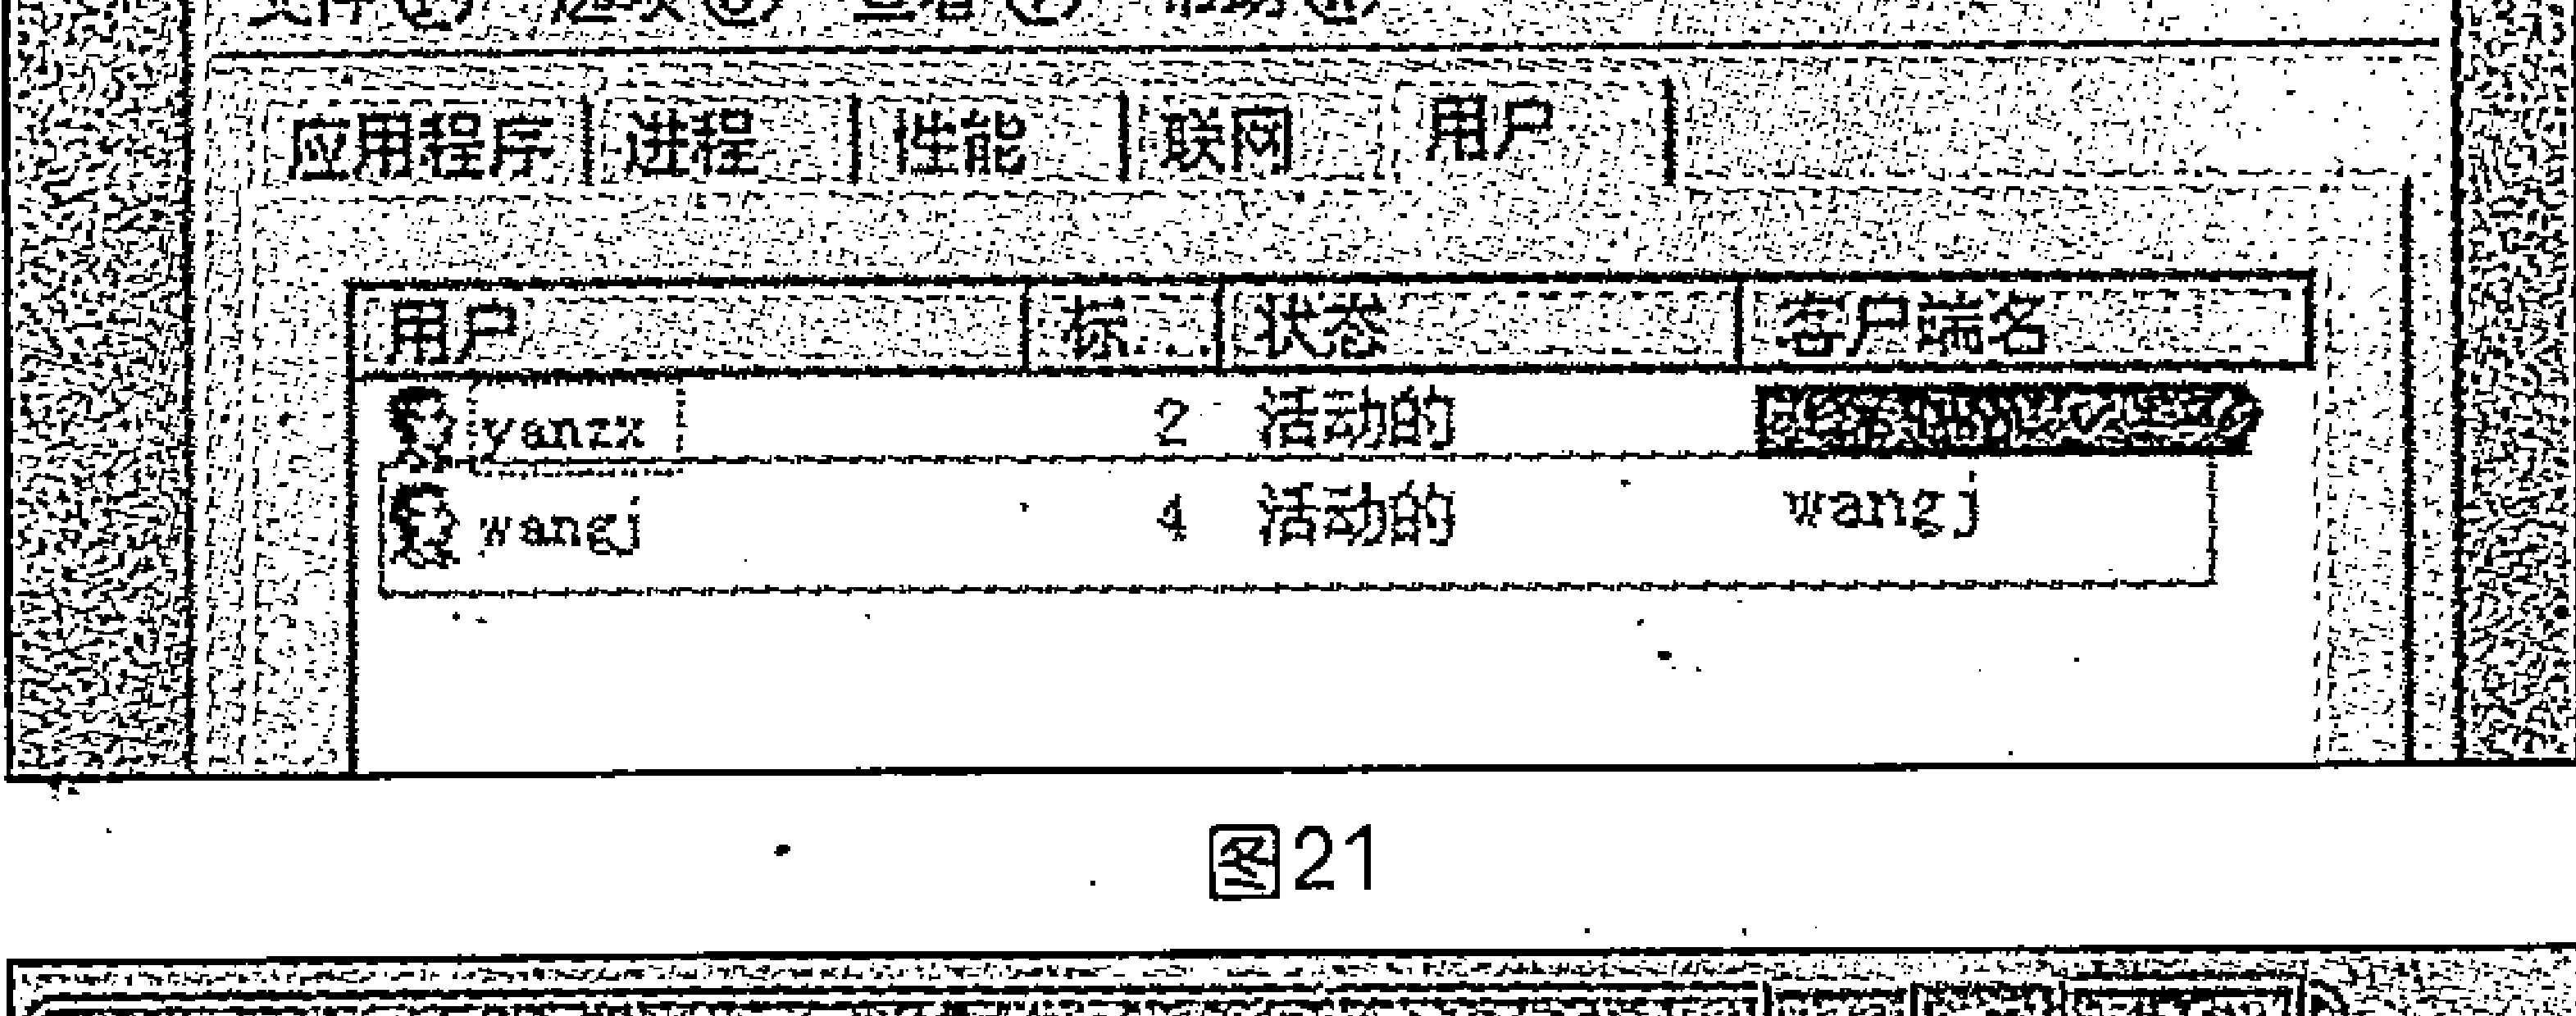 应用程序 进程 性能 联网 用户
用户 标... 状态 客户端名
yanzx 2 活动的
wangj 4 活动的 wangj
图21